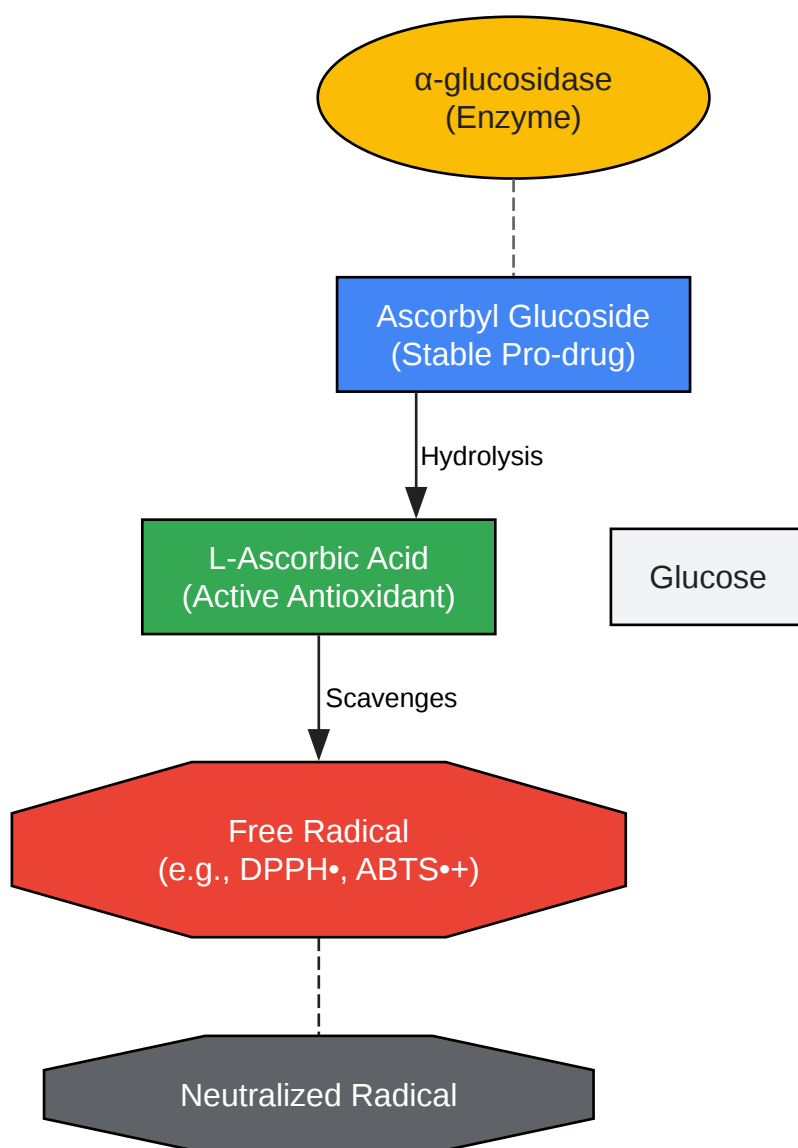 α-glucosidase
(Enzyme)
Ascorbyl Glucoside
(Stable Pro-drug)
Hydrolysis
L-Ascorbic Acid
(Active Antioxidant)
Glucose
Scavenges
Free Radical
(e.g., DPPH•, ABTS•+)
Neutralized Radical